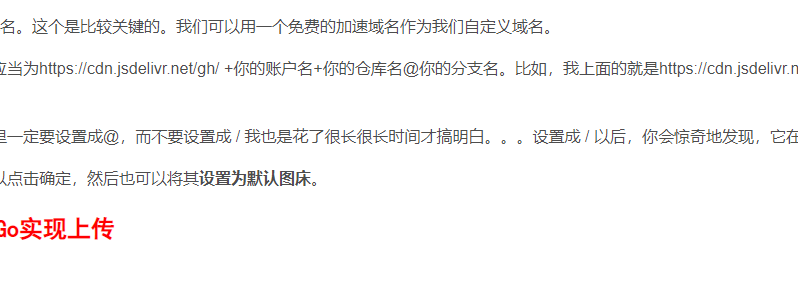 名。这个是比较关键的。我们可以用一个免费的加速域名作为我们自定义域名。
应当为https://cdn.jsdelivr.net/gh/ +你的账户名+你的仓库名@你的分支名。比如，我上面的就是https://cdn.jsdelivr.n
里一定要设置成@，而不要设置成 / 我也是花了很长很长时间才搞明白。。。设置成 / 以后，你会惊奇地发现，它在
以点击确定，然后也可以将其设置为默认图床。
Go实现上传